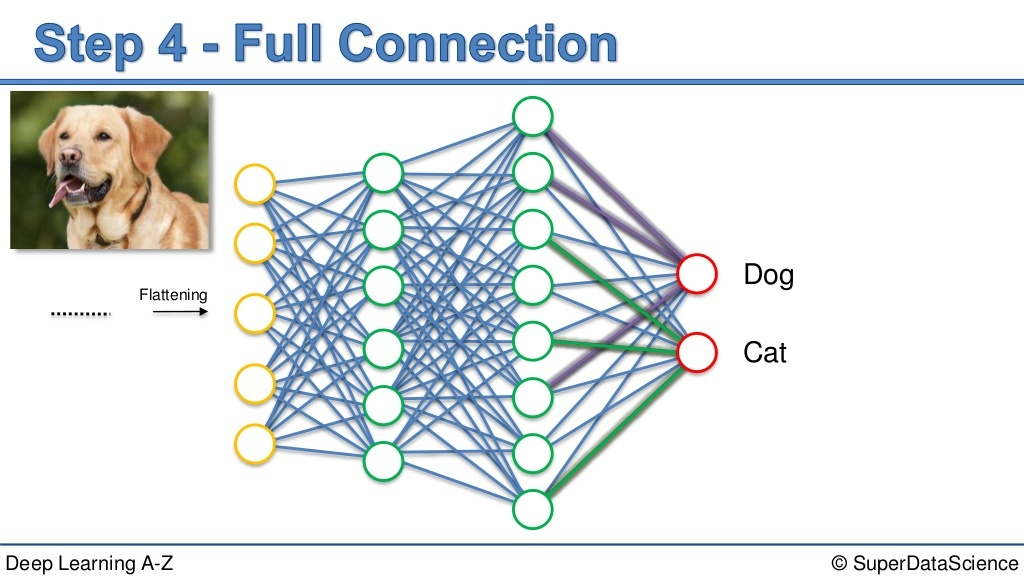 Step 4 - Full Connection
Flattening
Dog
Cat
Deep Learning A-Z
© SuperDataScience